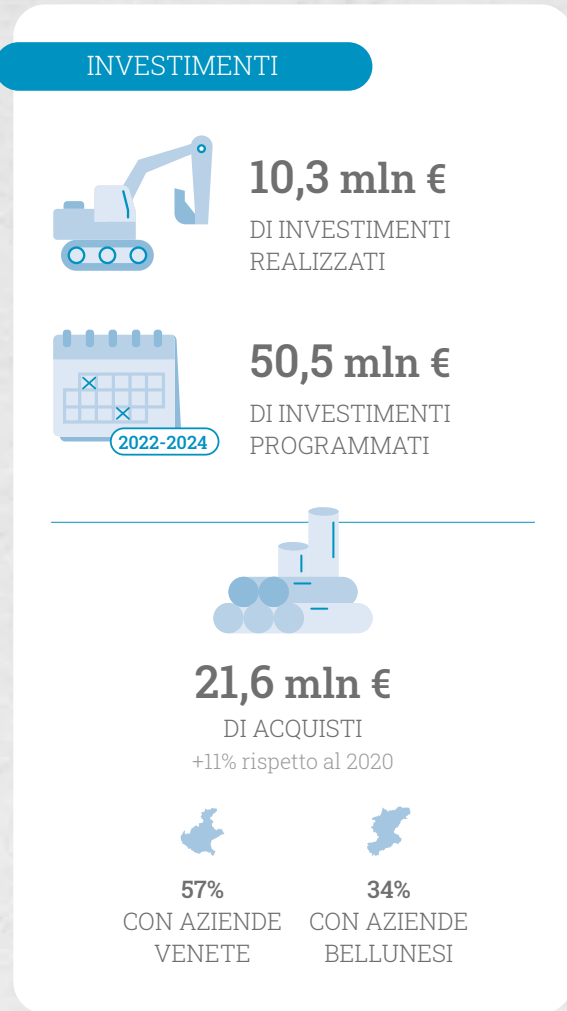 INVESTIMENTI
10,3 mln €
DI INVESTIMENTI
REALIZZATI
50,5 mln €
DI INVESTIMENTI
PROGRAMMATI
2022-2024
21,6 mln €
DI ACQUISTI
+11% rispetto al 2020
57%
CON AZIENDE
VENETE
34%
CON AZIENDE
BELLUNESI